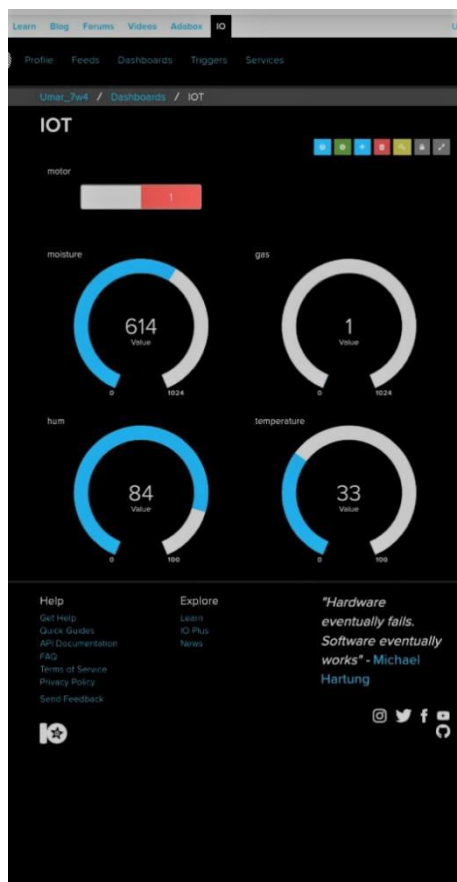 Learn Blog Forums Videos Adabox IO
Profile Feeds Dashboards Triggers Services
Umer_7w4 / Dashboards / IOT
IOT
motor
1
moisture gas
614 1
Value Value
0 1024 0 1024
hum temperature
84 33
Value Value
0 100 0 100
Help Explore
Get Help Learn
Quick Guides IO Plus
API Documentation News
FAQ
Terms of Service
Privacy Policy
Send Feedback
"Hardware
eventually fails.
Software eventually
works" - Michael
Hartung